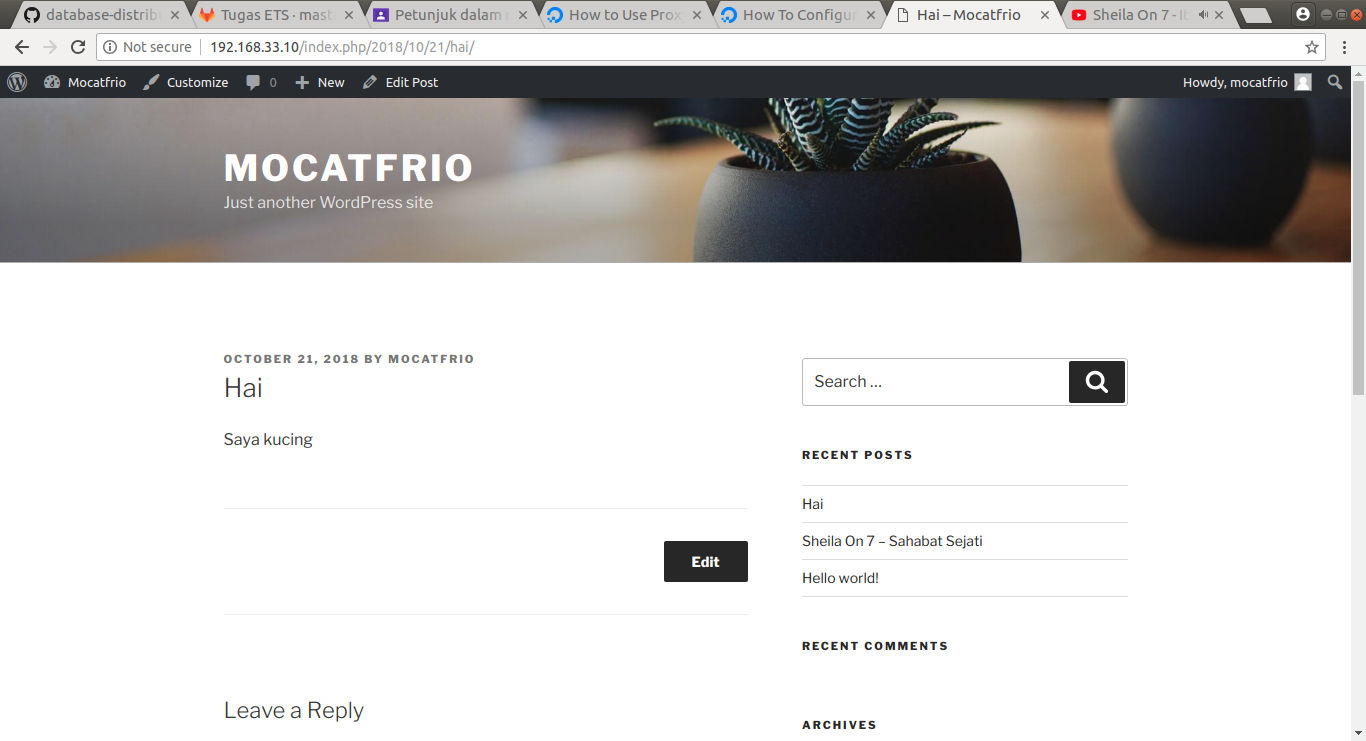 database-distrib
Tugas ETS · mast
Petunjuk dalam
How to Use Prox
How To Configur
Hai – Mocatfrio
Sheila On 7 - It
Not secure
192.168.33.10/index.php/2018/10/21/hai/
Mocatfrio
Customize
0
New
Edit Post
Howdy, mocatfrio
MOCATFRIO
Just another WordPress site
OCTOBER 21, 2018 BY MOCATFRIO
Hai
Saya kucing
Edit
Leave a Reply
Search …
RECENT POSTS
Hai
Sheila On 7 – Sahabat Sejati
Hello world!
RECENT COMMENTS
ARCHIVES